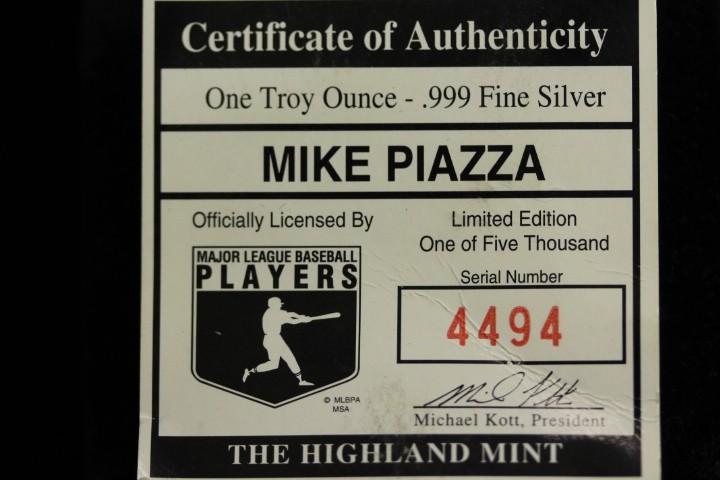 Certificate of Authenticity
One Troy Ounce - .999 Fine Silver
MIKE PIAZZA
Officially Licensed By
MAJOR LEAGUE BASEBALL
PLAYERS
© MLBPA
MSA
Limited Edition
One of Five Thousand
Serial Number
4494
Michael Kott, President
THE HIGHLAND MINT